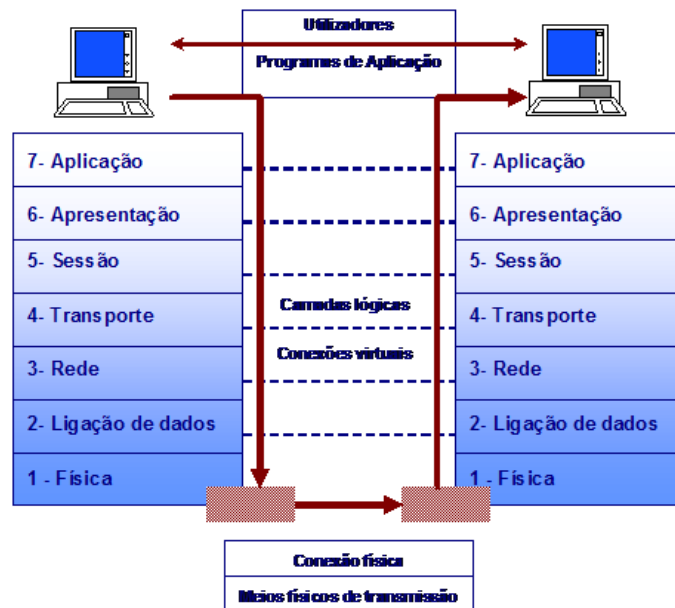 Utilizadores
Programas de Aplicação
7- Aplicação
6- Apresentação
5- Sessão
4- Transporte
3- Rede
2- Ligação de dados
1 - Física
Camadas lógicas
Conexões virtuais
7- Aplicação
6- Apresentação
5- Sessão
4- Transporte
3- Rede
2- Ligação de dados
1 - Física
Conexão física
Meios físicos de transmissão